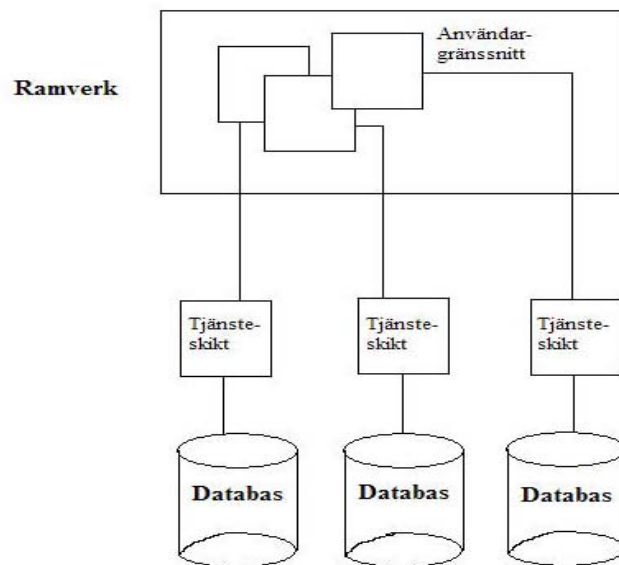 Användar-
gränssnitt
Ramverk
Tjänste-
skikt
Tjänste-
skikt
Tjänste-
skikt
Databas
Databas
Databas